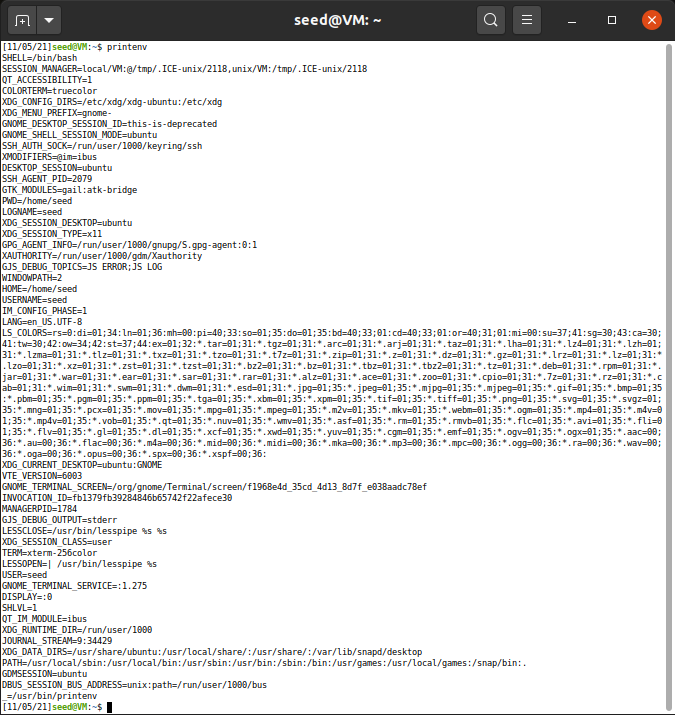 seed@VM: ~
[11/05/21]seed@VM:~$ printenv
SHELL=/bin/bash
SESSION_MANAGER=local/VM:@/tmp/.ICE-unix/2118,unix/VM:/tmp/.ICE-unix/2118
QT_ACCESSIBILITY=1
COLORTERM=truecolor
XDG_CONFIG_DIRS=/etc/xdg/xdg-ubuntu:/etc/xdg
XDG_MENU_PREFIX=gnome-
GNOME_DESKTOP_SESSION_ID=this-is-deprecated
GNOME_SHELL_SESSION_MODE=ubuntu
SSH_AUTH_SOCK=/run/user/1000/keyring/ssh
XMODIFIERS=@im=ibus
DESKTOP_SESSION=ubuntu
SSH_AGENT_PID=2079
GTK_MODULES=gail:atk-bridge
PWD=/home/seed
LOGNAME=seed
XDG_SESSION_DESKTOP=ubuntu
XDG_SESSION_TYPE=x11
GPG_AGENT_INFO=/run/user/1000/gnupg/S.gpg-agent:0:1
XAUTHORITY=/run/user/1000/gdm/Xauthority
GJS_DEBUG_TOPICS=JS ERROR;JS LOG
WINDOWPATH=2
HOME=/home/seed
USERNAME=seed
IM_CONFIG_PHASE=1
LANG=en_US.UTF-8
LS_COLORS=rs=0:di=01;34:ln=01;36:mh=00:pi=40;33:so=01;35:do=01;35:bd=40;33;01:cd=40;33;01:or=40;31;01:mi=00:su=37;41:sg=30;43:ca=30;
41:tw=30;42:ow=34;42:st=37;44:ex=01;32:*.tar=01;31:*.tgz=01;31:*.arc=01;31:*.arj=01;31:*.taz=01;31:*.lha=01;31:*.lz4=01;31:*.lzh=01;
31:*.lzma=01;31:*.tlz=01;31:*.txz=01;31:*.tzo=01;31:*.t7z=01;31:*.zip=01;31:*.z=01;31:*.dz=01;31:*.gz=01;31:*.lrz=01;31:*.lz=01;31:*
.lzo=01;31:*.xz=01;31:*.zst=01;31:*.tzst=01;31:*.bz2=01;31:*.bz=01;31:*.tbz=01;31:*.tbz2=01;31:*.tz=01;31:*.deb=01;31:*.rpm=01;31:*.
jar=01;31:*.war=01;31:*.ear=01;31:*.sar=01;31:*.rar=01;31:*.alz=01;31:*.ace=01;31:*.zoo=01;31:*.cpio=01;31:*.7z=01;31:*.rz=01;31:*.c
ab=01;31:*.wim=01;31:*.swm=01;31:*.dwm=01;31:*.esd=01;31:*.jpg=01;35:*.jpeg=01;35:*.mjpg=01;35:*.mjpeg=01;35:*.gif=01;35:*.bmp=01;35
:*.pbm=01;35:*.pgm=01;35:*.ppm=01;35:*.tga=01;35:*.xbm=01;35:*.xpm=01;35:*.tif=01;35:*.tiff=01;35:*.png=01;35:*.svg=01;35:*.svgz=01;
35:*.mng=01;35:*.pcx=01;35:*.mov=01;35:*.mpg=01;35:*.mpeg=01;35:*.m2v=01;35:*.mkv=01;35:*.webm=01;35:*.ogm=01;35:*.mp4=01;35:*.m4v=0
1;35:*.mp4v=01;35:*.vob=01;35:*.qt=01;35:*.nuv=01;35:*.wmv=01;35:*.asf=01;35:*.rm=01;35:*.rmvb=01;35:*.flc=01;35:*.avi=01;35:*.fli=0
1;35:*.flv=01;35:*.gl=01;35:*.dl=01;35:*.xcf=01;35:*.xwd=01;35:*.yuv=01;35:*.cgm=01;35:*.emf=01;35:*.ogv=01;35:*.ogx=01;35:*.aac=00;
36:*.au=00;36:*.flac=00;36:*.m4a=00;36:*.mid=00;36:*.midi=00;36:*.mka=00;36:*.mp3=00;36:*.mpc=00;36:*.ogg=00;36:*.ra=00;36:*.wav=00;
36:*.oga=00;36:*.opus=00;36:*.spx=00;36:*.xspf=00;36:
XDG_CURRENT_DESKTOP=ubuntu:GNOME
VTE_VERSION=6003
GNOME_TERMINAL_SCREEN=/org/gnome/Terminal/screen/f1968e4d_35cd_4d13_8d7f_e038aadc78ef
INVOCATION_ID=fb1379fb39284846b65742f22afece30
MANAGERPID=1784
GJS_DEBUG_OUTPUT=stderr
LESSCLOSE=/usr/bin/lesspipe %s %s
XDG_SESSION_CLASS=user
TERM=xterm-256color
LESSOPEN=| /usr/bin/lesspipe %s
USER=seed
GNOME_TERMINAL_SERVICE=:1.275
DISPLAY=:0
SHLVL=1
QT_IM_MODULE=ibus
XDG_RUNTIME_DIR=/run/user/1000
JOURNAL_STREAM=9:34429
XDG_DATA_DIRS=/usr/share/ubuntu:/usr/local/share/:/usr/share/:/var/lib/snapd/desktop
PATH=/usr/local/sbin:/usr/local/bin:/usr/sbin:/usr/bin:/sbin:/bin:/usr/games:/usr/local/games:/snap/bin:.
GDMSESSION=ubuntu
DBUS_SESSION_BUS_ADDRESS=unix:path=/run/user/1000/bus
_=/usr/bin/printenv
[11/05/21]seed@VM:~$